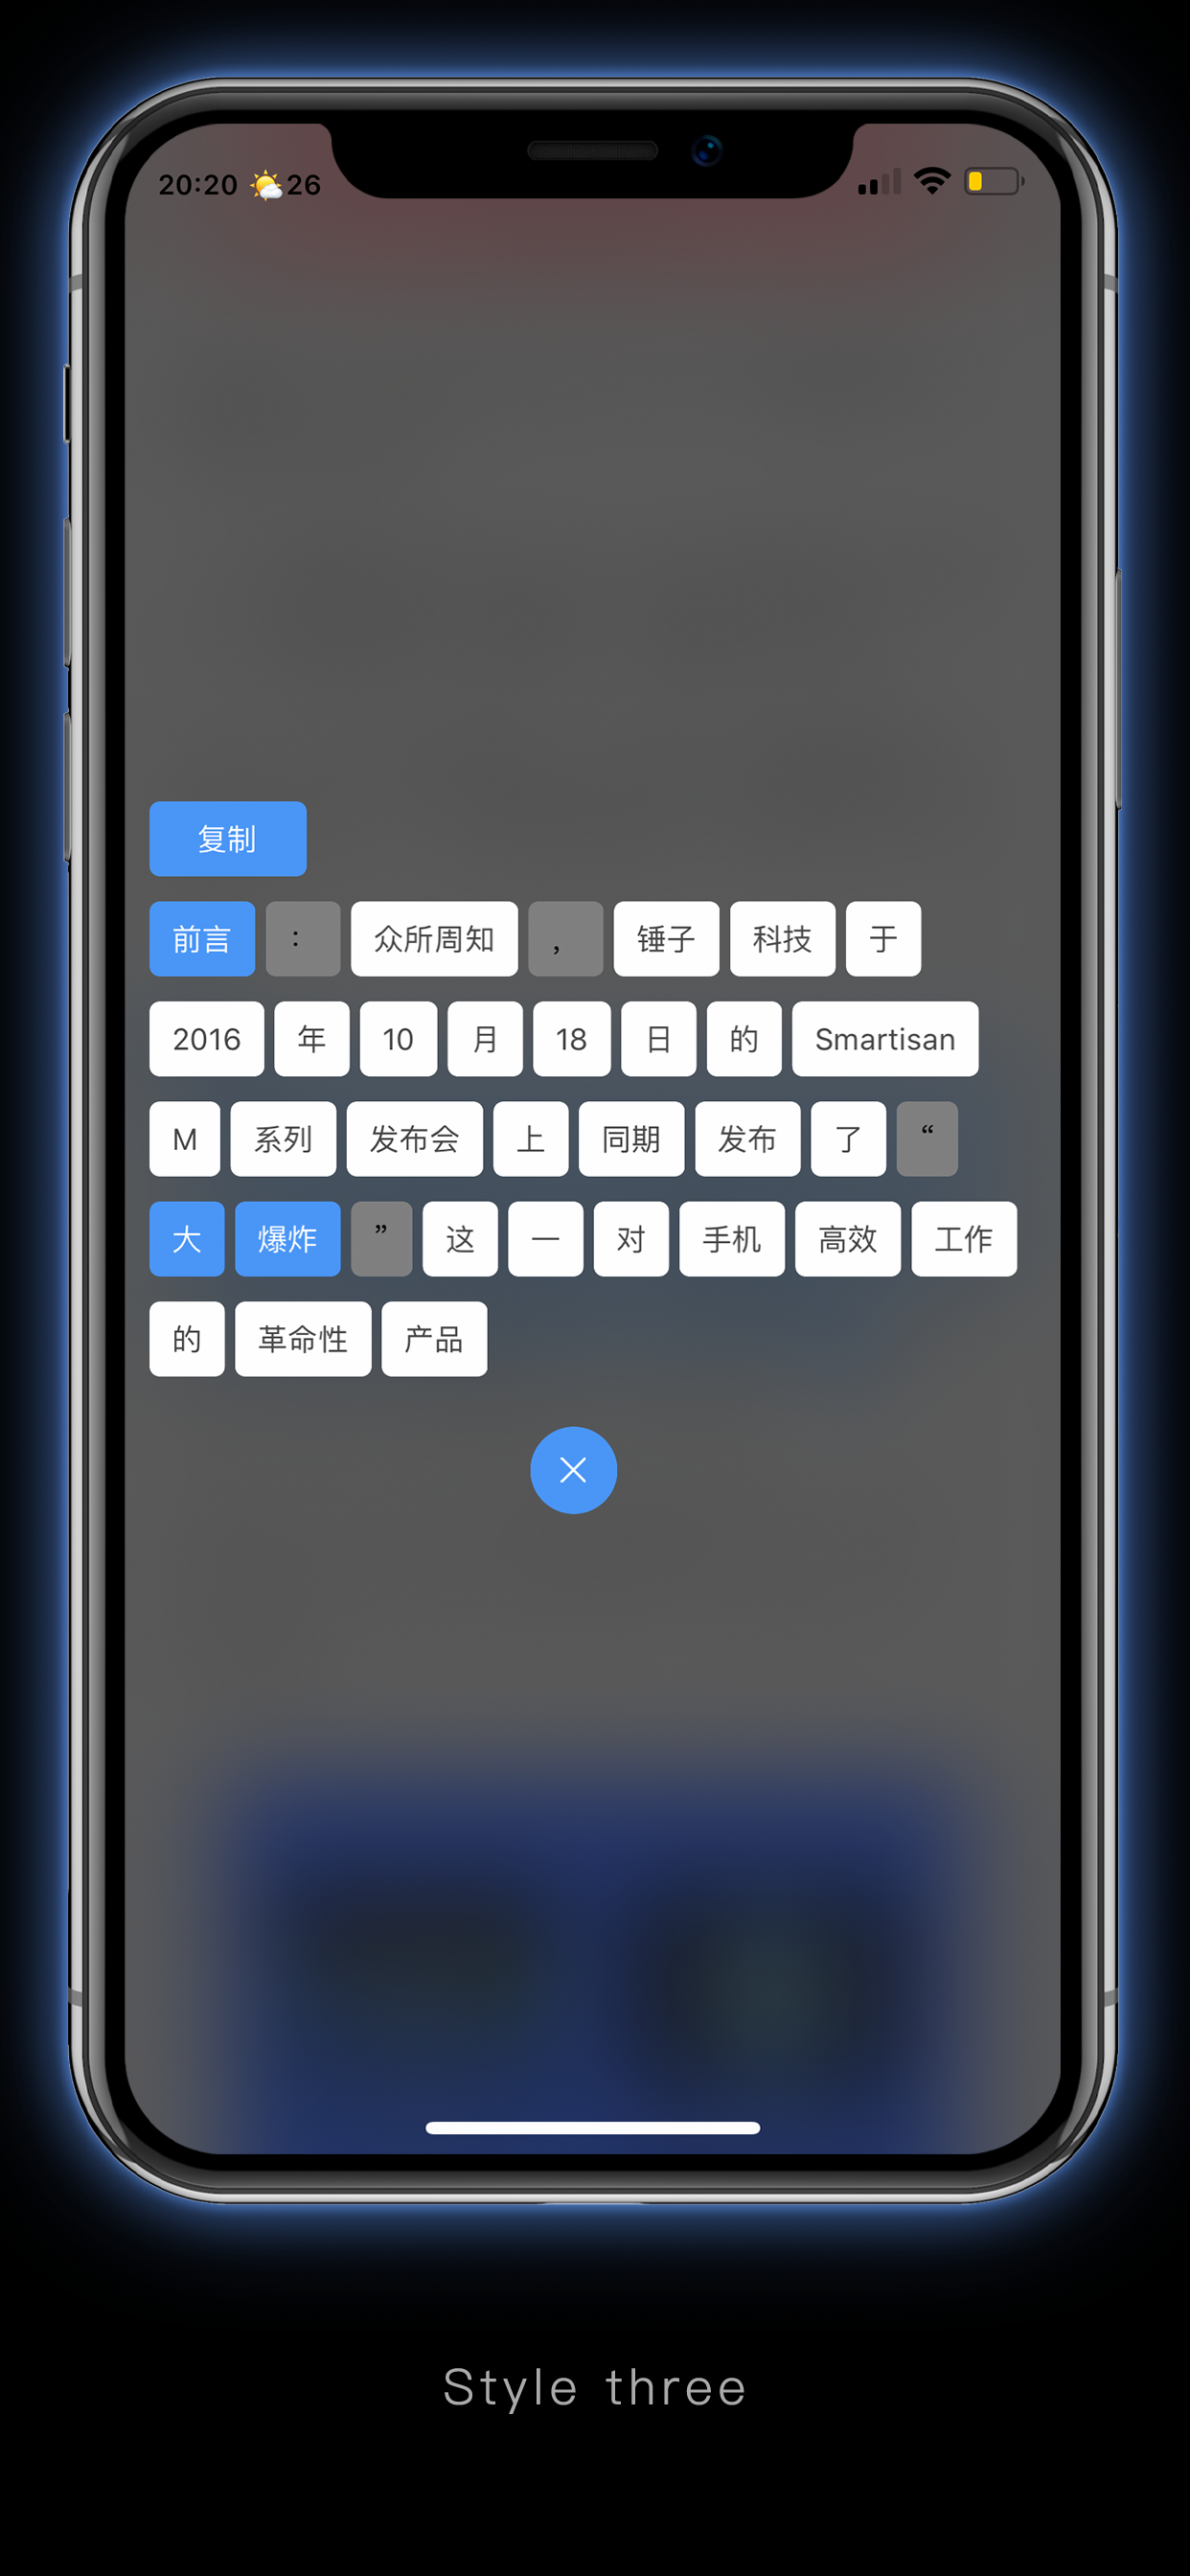 20:20 26
复制
前言 : 众所周知 , 锤子 科技 于
2016 年 10 月 18 日 的 Smartisan
M 系列 发布会 上 同期 发布 了 “
大 爆炸 ” 这 一 对 手机 高效 工作
的 革命性 产品
Style three